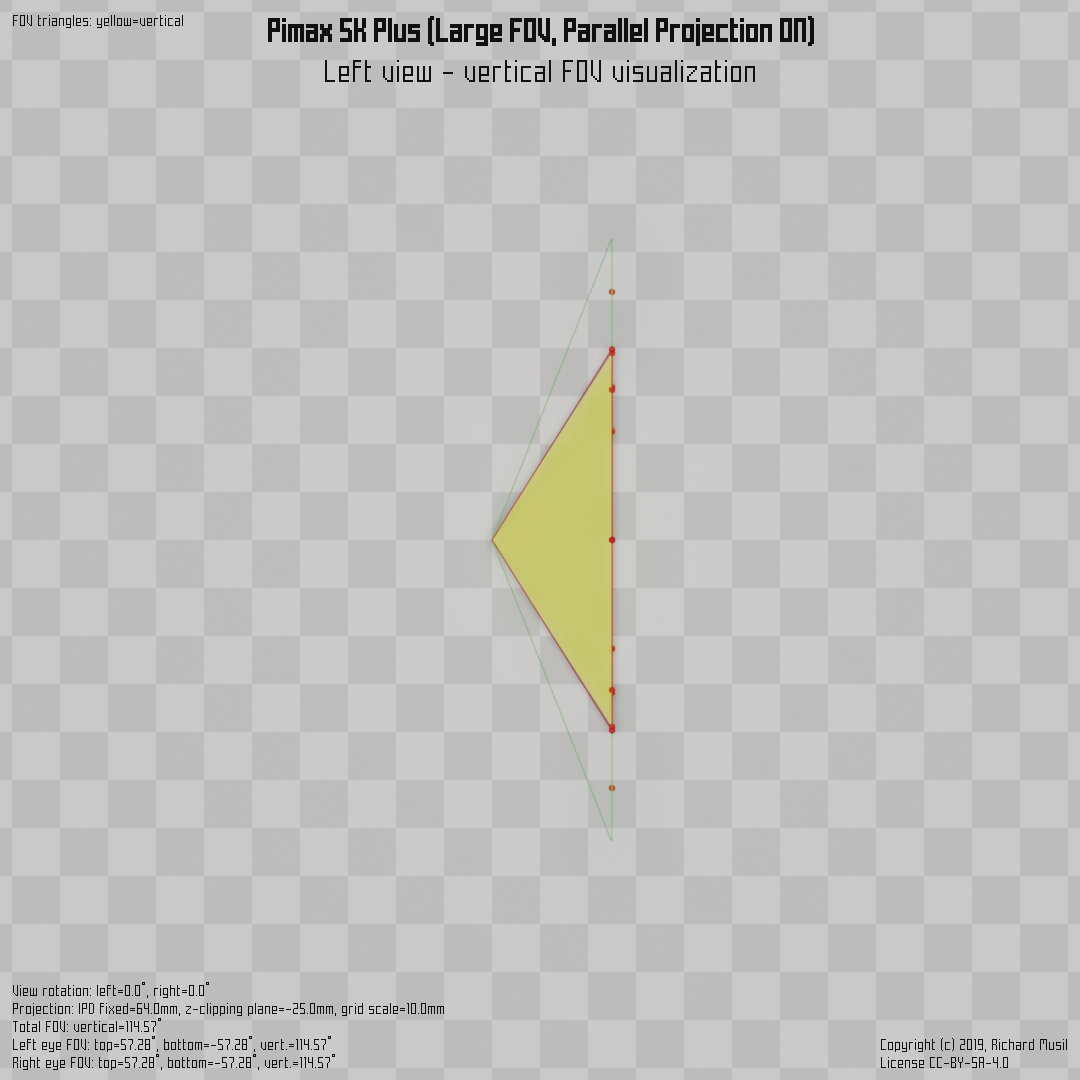 FOV triangles: yellow=vertical
Pimax 5K Plus (Large FOV, Parallel Projection ON)
Left view - vertical FOV visualization
View rotation: left=0.0°, right=0.0°
Projection: IPD fixed=64.0mm, z-clipping plane=-25.0mm, grid scale=10.0mm
Total FOV: vertical=114.57°
Left eye FOV: top=57.28°, bottom=-57.28°, vert.=114.57°
Right eye FOV: top=57.28°, bottom=-57.28°, vert.=114.57°
Copyright (c) 2019, Richard Musil
License CC-BY-SA-4.0